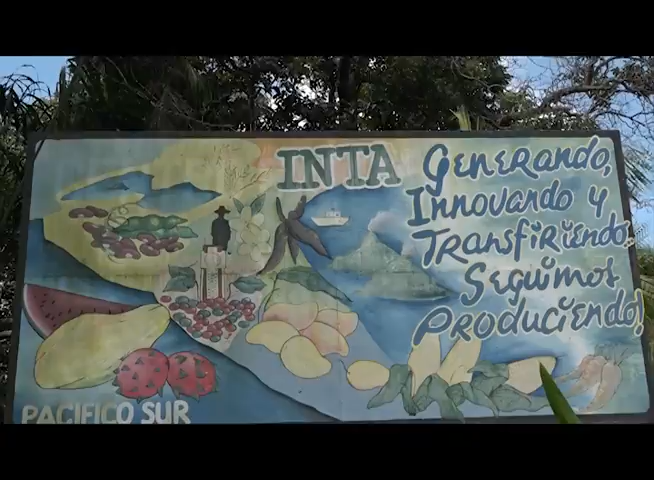 INTA
Generando,
Innovando y
Transfiriendo..
Seguimos
Produciendo!
PACIFICO SUR